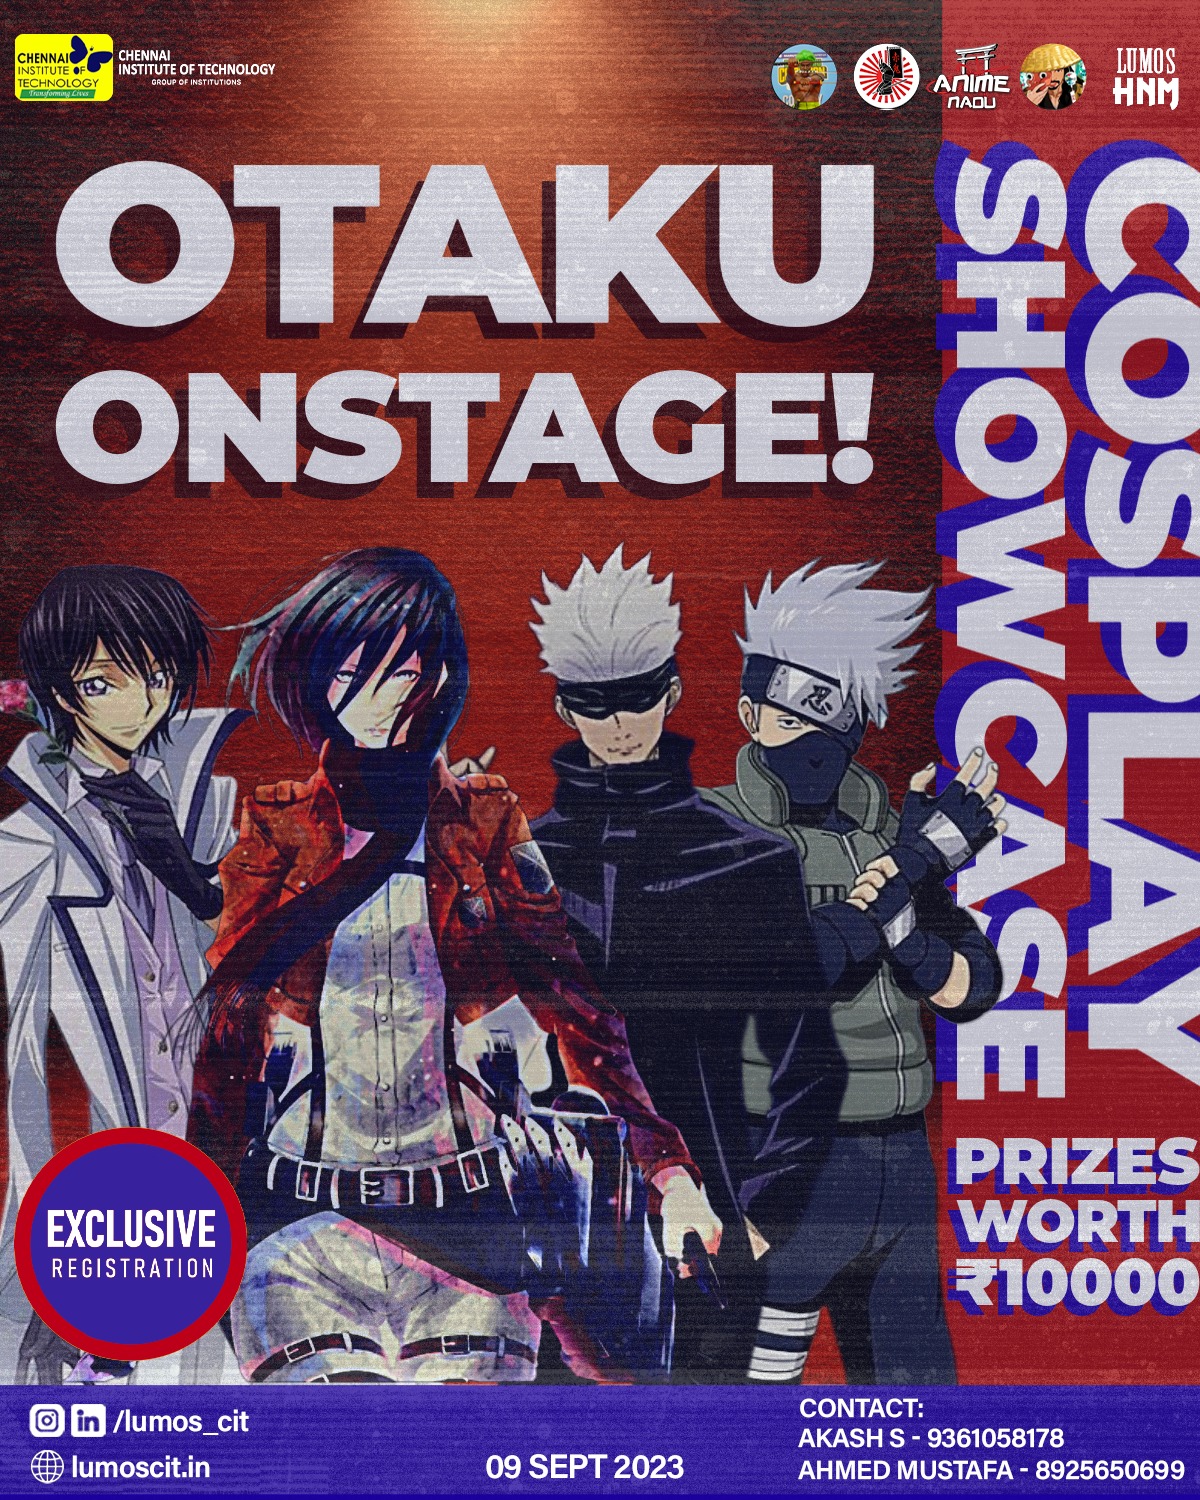 CHENNAI
INSTITUTE OF
TECHNOLOGY
Transforming Lives
CHENNAI
INSTITUTE OF TECHNOLOGY
GROUP OF INSTITUTIONS
ANIME
NADU
LUMOS
HNM
OTAKU
ONSTAGE!
COSPLAY
SHOWCASE
PRIZES
WORTH
₹10000
EXCLUSIVE
REGISTRATION
/lumos_cit
lumoscit.in
09 SEPT 2023
CONTACT:
AKASH S - 9361058178
AHMED MUSTAFA - 8925650699